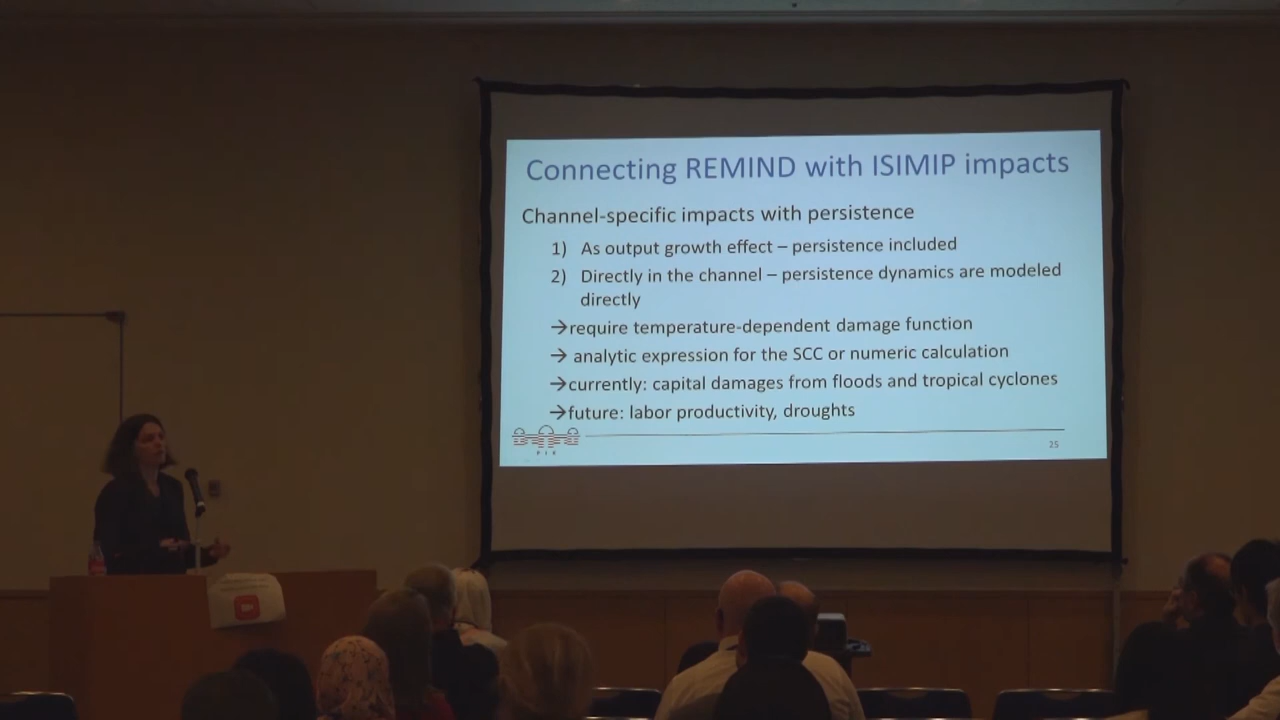 Connecting REMIND with ISIMIP impacts
Channel-specific impacts with persistence
1) As output growth effect – persistence included
2) Directly in the channel – persistence dynamics are modeled
directly
→require temperature-dependent damage function
→ analytic expression for the SCC or numeric calculation
→currently: capital damages from floods and tropical cyclones
→future: labor productivity, droughts
P I K
25